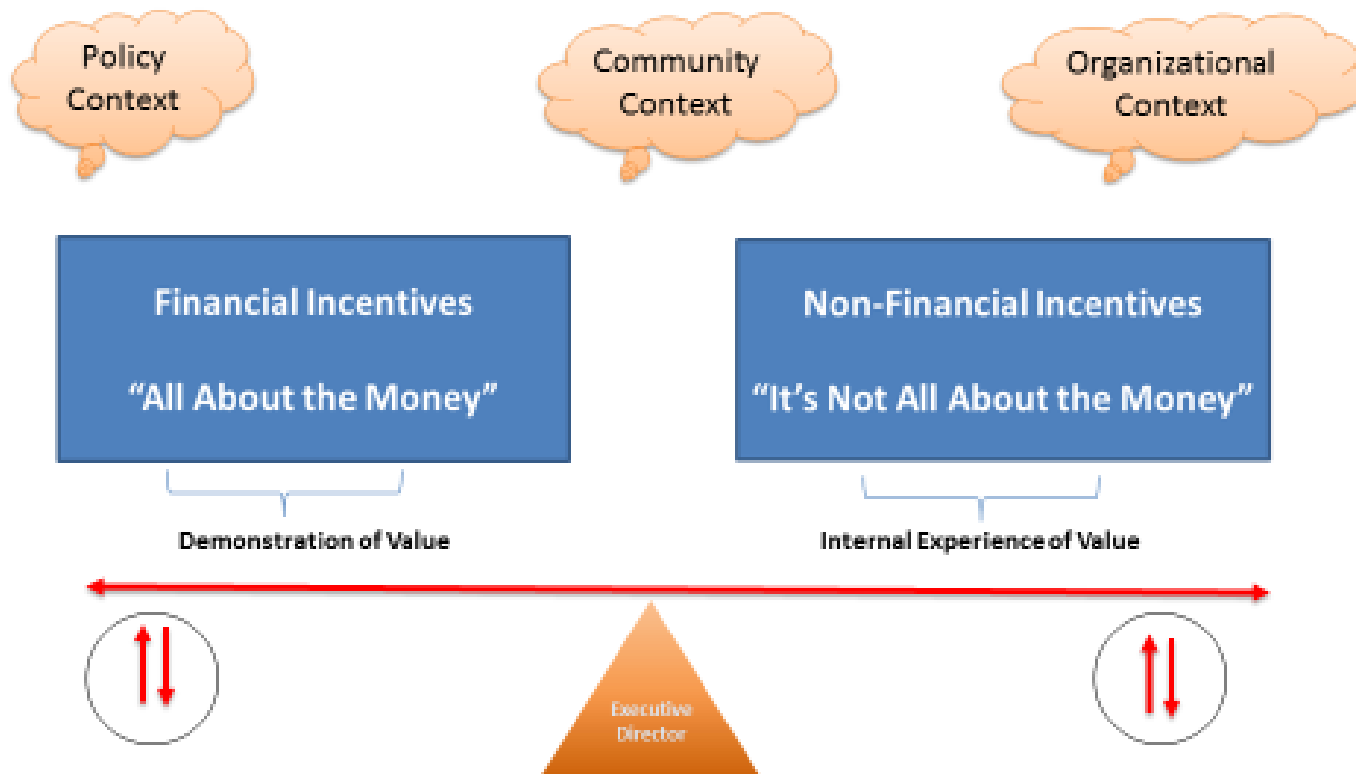 Policy
Context
Community
Context
Organizational
Context
Financial Incentives
“All About the Money”
Non-Financial Incentives
“It’s Not All About the Money”
Demonstration of Value
Internal Experience of Value
Executive
Director